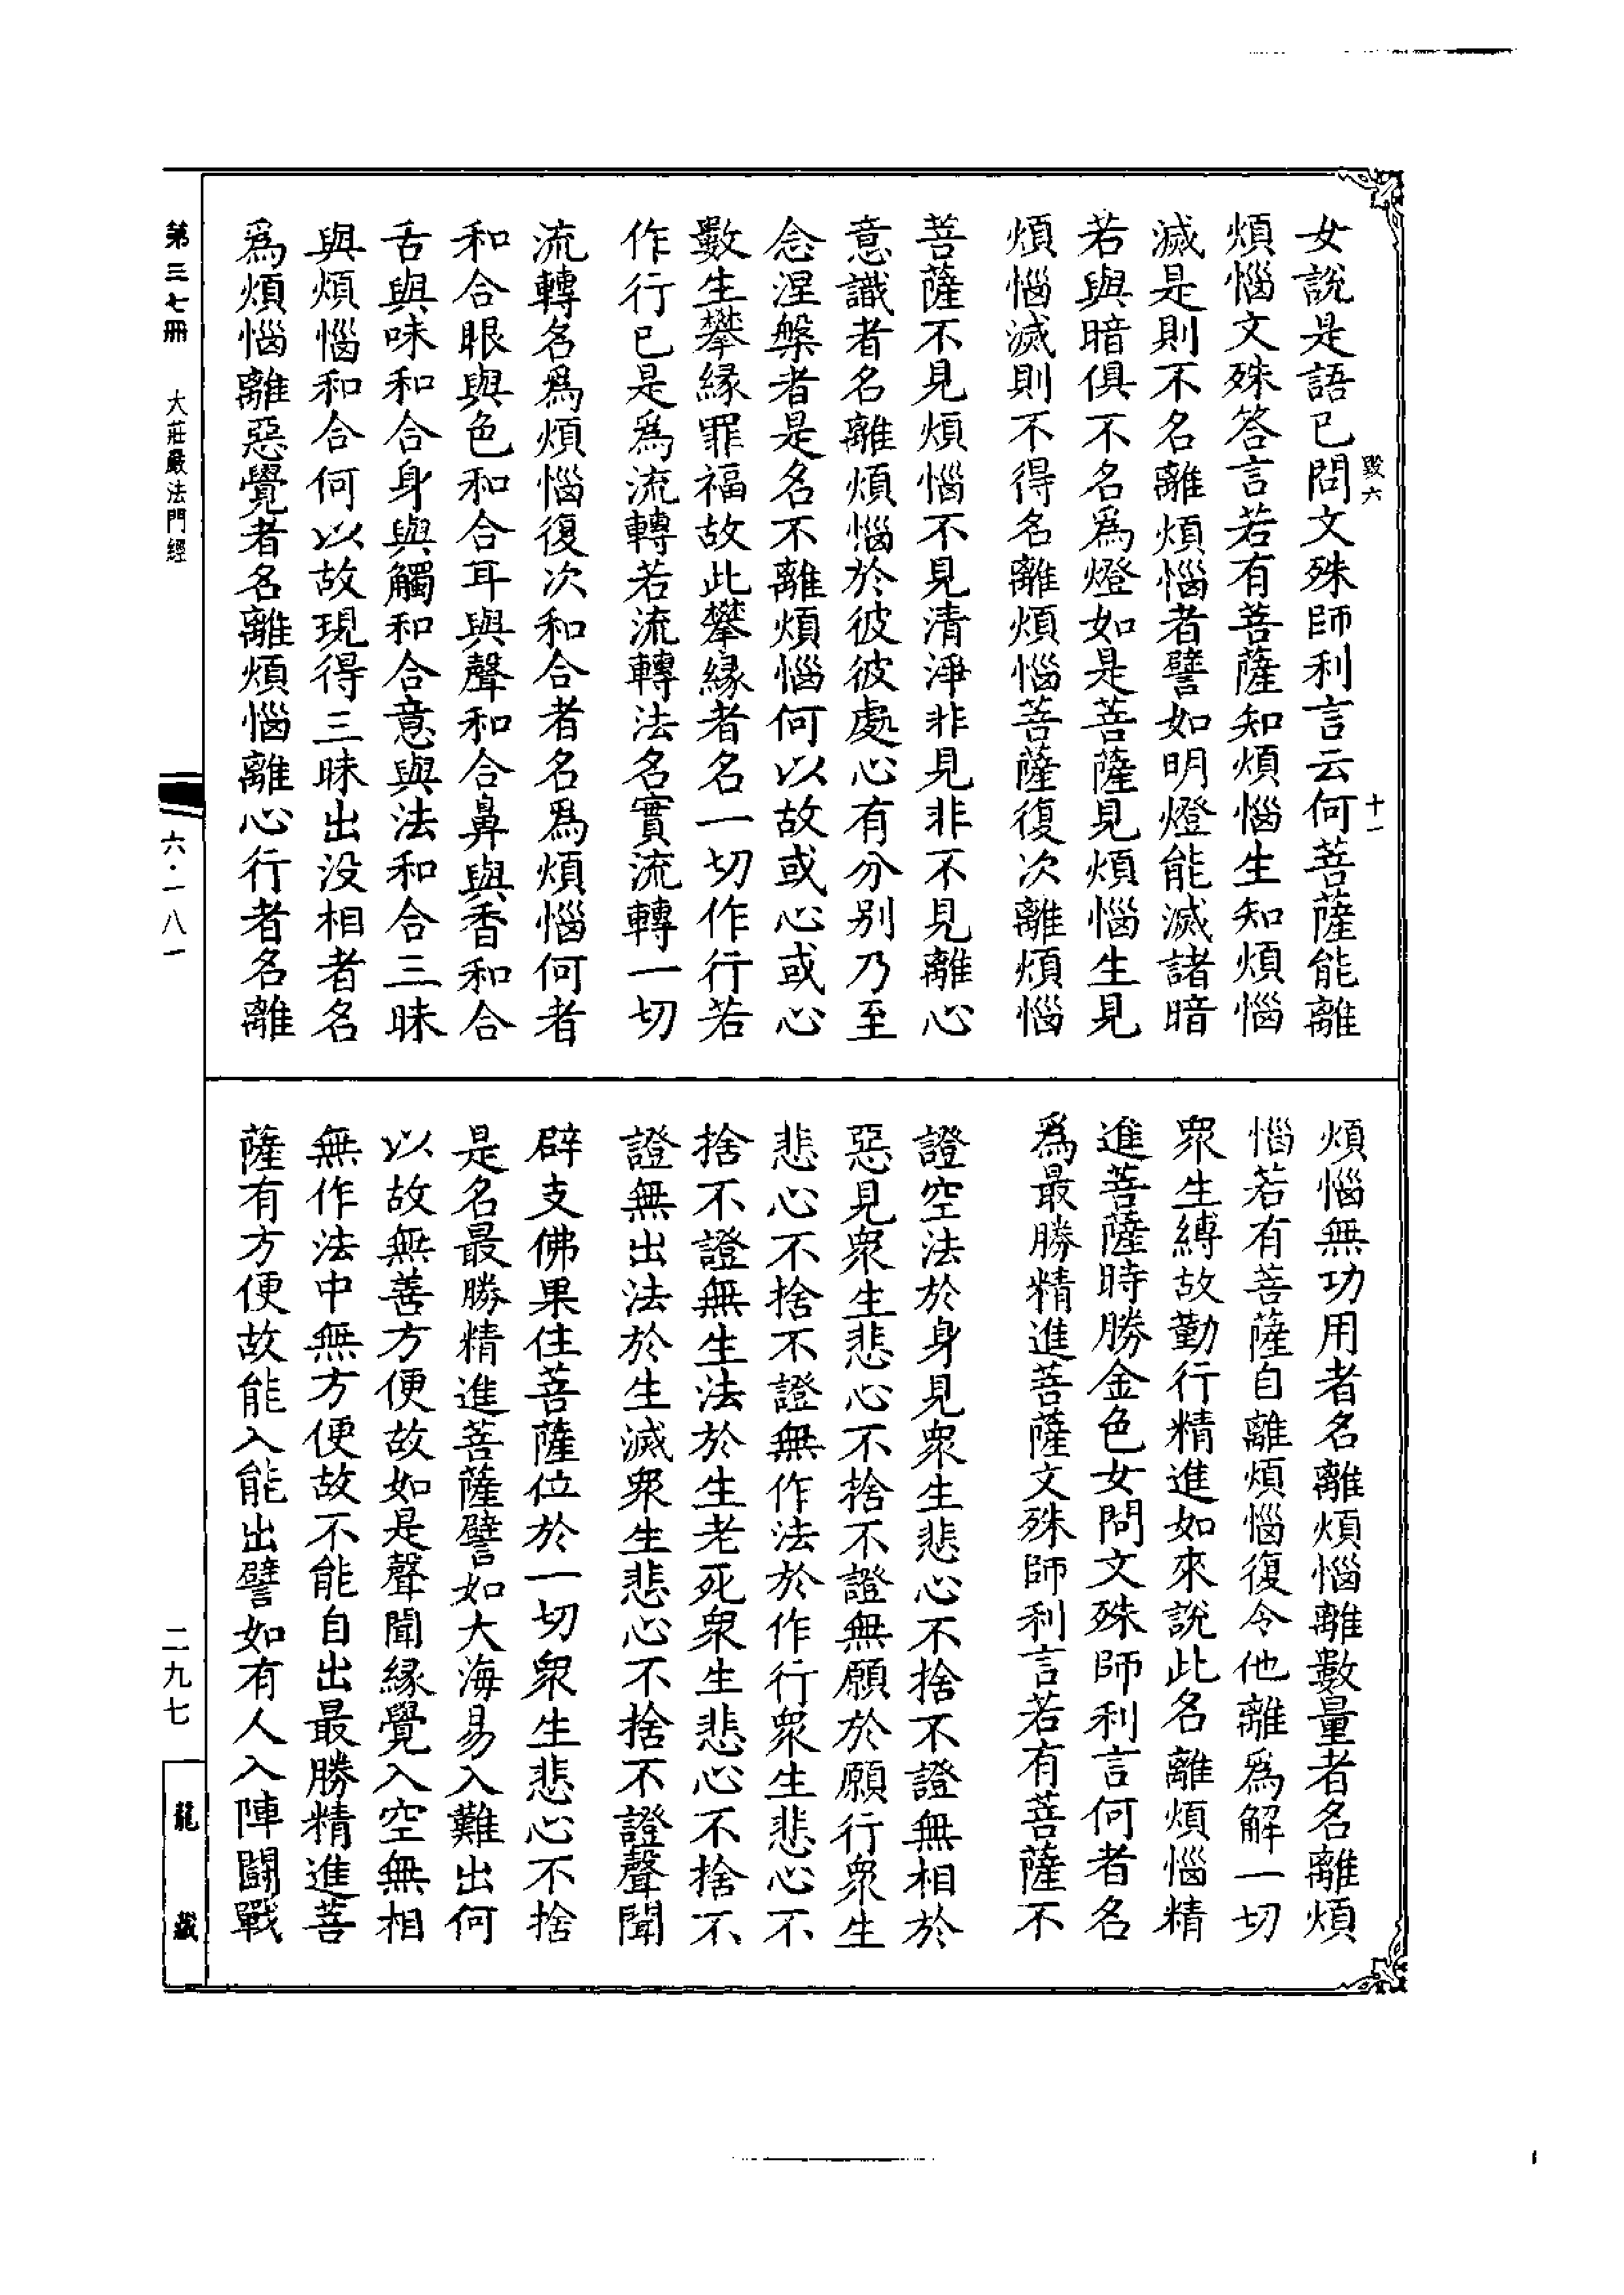 毀六
十一
女說是語已問文殊師利言云何菩薩能離
煩惱文殊答言若有菩薩知煩惱生知煩惱
滅是則不名離煩惱者譬如明燈能滅諸暗
若與暗俱不名爲燈如是菩薩見煩惱生見
煩惱滅則不得名離煩惱菩薩復次離煩惱
菩薩不見煩惱不見清淨非見非不見離心
意識者名離煩惱於彼彼處心有分別乃至
念涅槃者是名不離煩惱何以故或心或心
數生攀緣罪福故此攀緣者名一切作行若
作行已是爲流轉若流轉法名實流轉一切
流轉名爲煩惱復次和合者名爲煩惱何者
和合眼與色和合耳與聲和合鼻與香和合
舌與味和合身與觸和合意與法和合三昧
與煩惱和合何以故現得三昧出没相者名
爲煩惱離惡覺者名離煩惱離心行者名離
煩惱無功用者名離煩惱離數量者名離煩
惱若有菩薩自離煩惱復令他離爲解一切
衆生縛故勤行精進如來說此名離煩惱精
進菩薩時勝金色女問文殊師利言何者名
爲最勝精進菩薩文殊師利言若有菩薩不
證空法於身見衆生悲心不捨不證無相於
惡見衆生悲心不捨不證無願於願行衆生
悲心不捨不證無作法於作行衆生悲心不
捨不證無生法於生老死衆生悲心不捨不
證無出法於生滅衆生悲心不捨不證聲聞
辟支佛果住菩薩位於一切衆生悲心不捨
是名最勝精進菩薩譬如大海易入難出何
以故無善方便故如是聲聞緣覺入空無相
無作法中無方便故不能自出最勝精進菩
薩有方便故能入能出譬如有人入陣鬭戰
第三七冊
大莊嚴法門經
六·一八一
二九七
龍藏